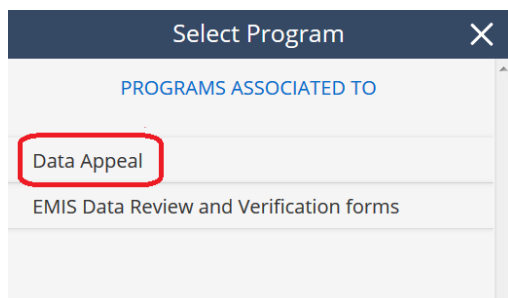 Select Program
PROGRAMS ASSOCIATED TO
Data Appeal
EMIS Data Review and Verification forms